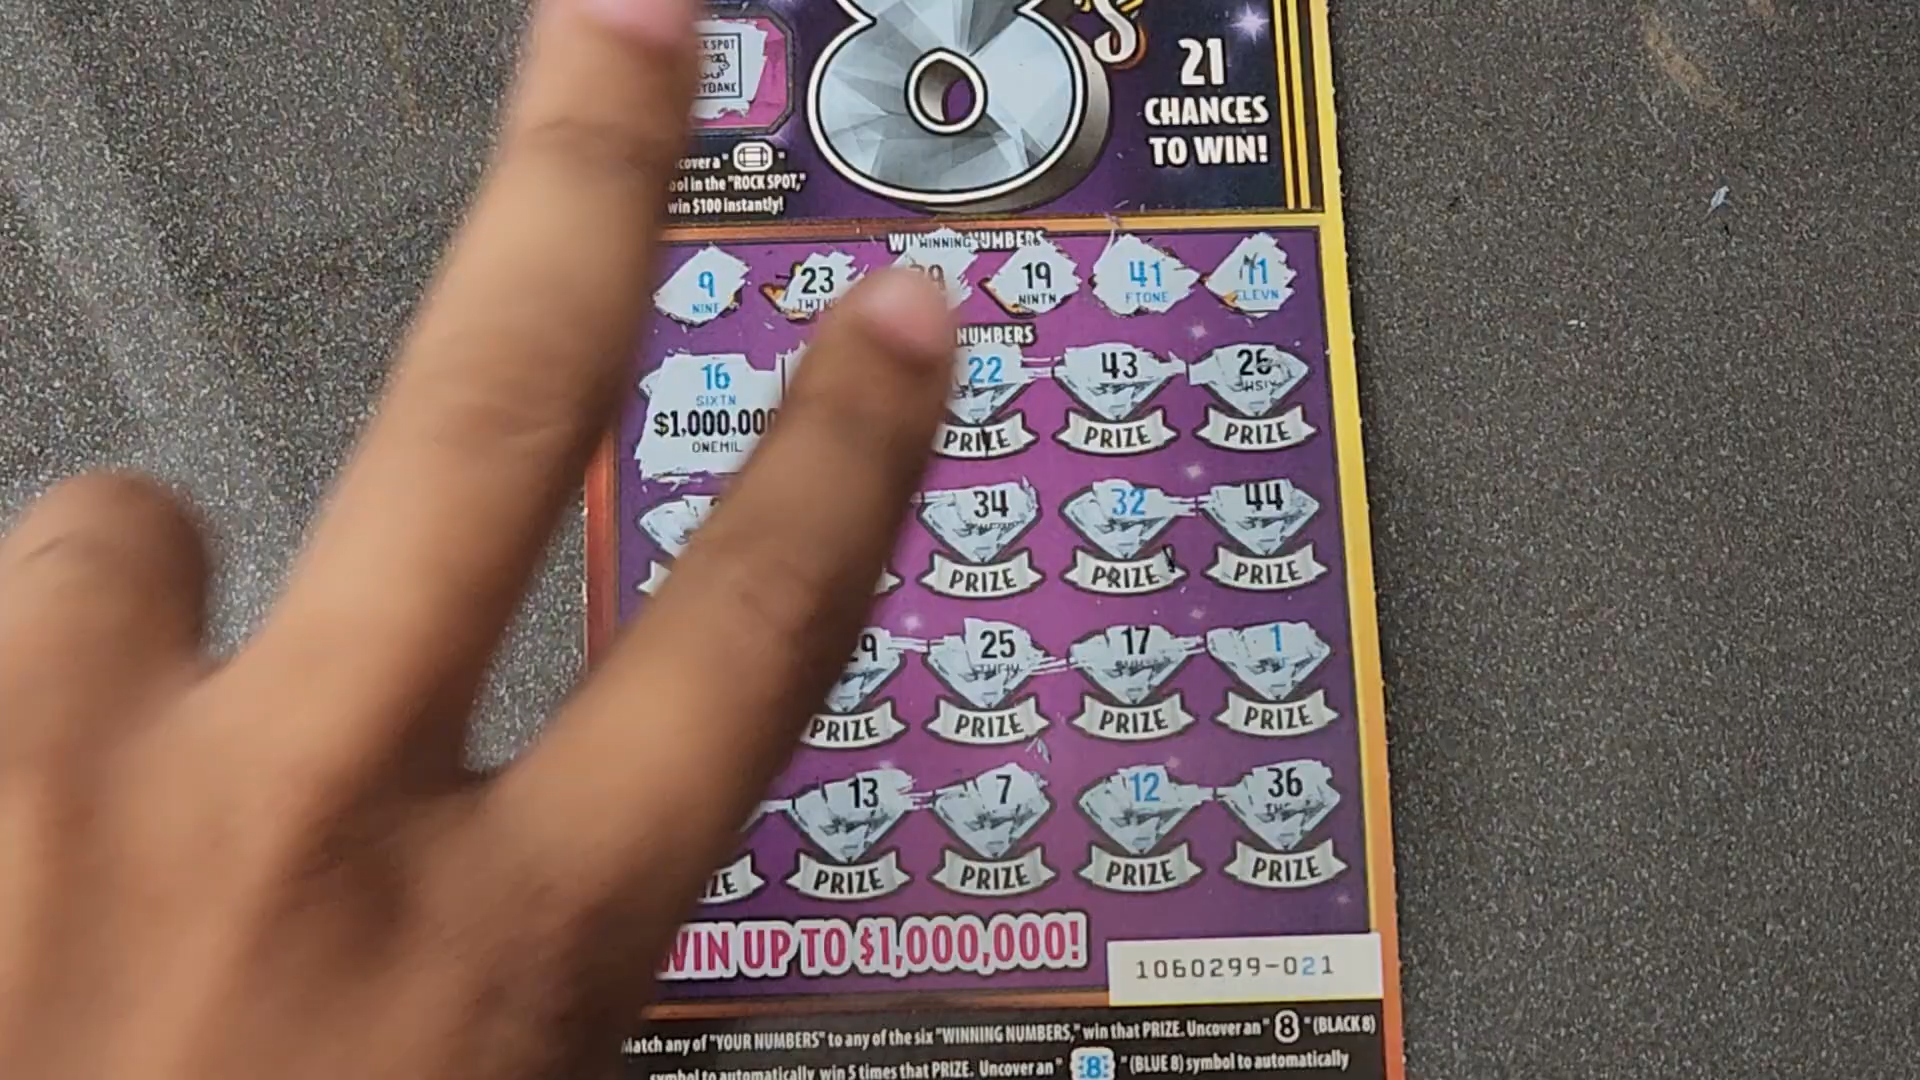 8's
21
CHANCES
TO WIN!
"ROCK SPOT,"
win $100 instantly!
WINNING NUMBERS
9 23 19 41 11
NINE NINTN FTONE ELEVN
NUMBERS
16 22 43 26
SIXTN
$1,000,000
ONEMIL
PRIZE PRIZE PRIZE
34 32 44
PRIZE PRIZE PRIZE
25 17 1
PRIZE PRIZE PRIZE PRIZE
13 7 12 36
PRIZE PRIZE PRIZE PRIZE
WIN UP TO $1,000,000!
1060299-021
Match any of "YOUR NUMBERS" to any of the six "WINNING NUMBERS," win that PRIZE. Uncover an "8" (BLACK 8)
symbol to automatically win 5 times that PRIZE. Uncover an "8" (BLUE 8) symbol to automatically